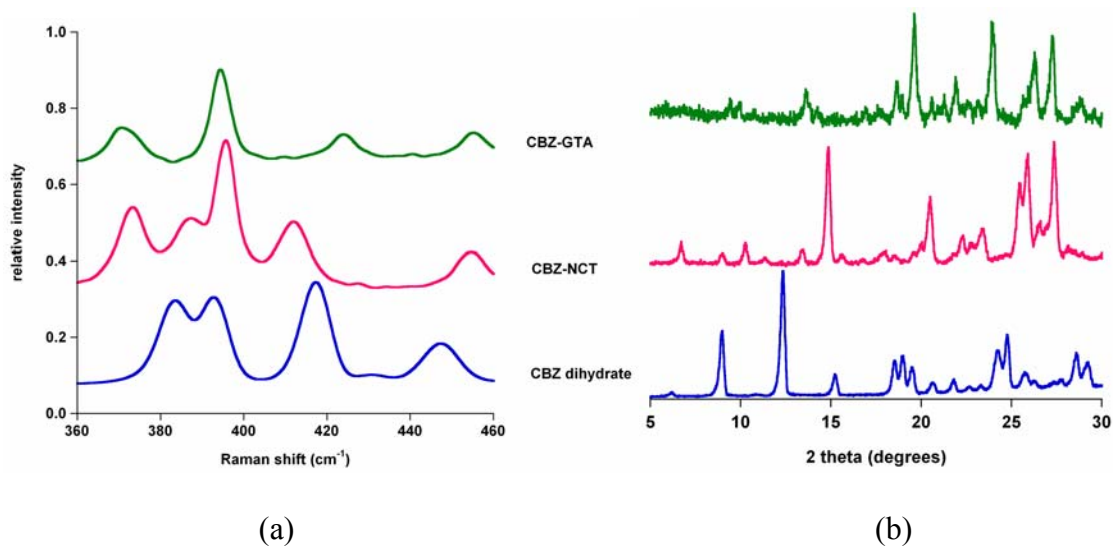 1.0
0.8
0.6
0.4
0.2
0.0
relative intensity
360 380 400 420 440 460
Raman shift (cm⁻¹)
CBZ-GTA
CBZ-NCT
CBZ dihydrate
5 10 15 20 25 30
2 theta (degrees)
(a) (b)